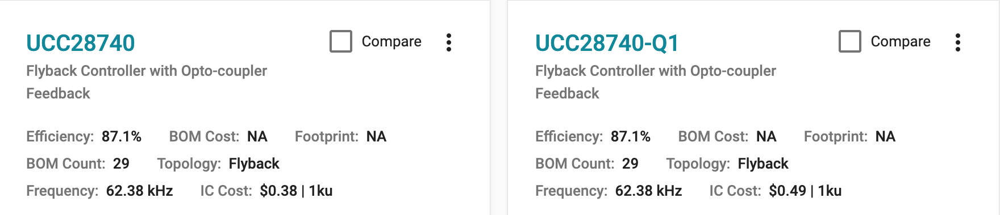 UCC28740
Compare
Flyback Controller with Opto-coupler
Feedback
Efficiency: 87.1% BOM Cost: NA Footprint: NA
BOM Count: 29 Topology: Flyback
Frequency: 62.38 kHz IC Cost: $0.38 | 1ku
UCC28740-Q1
Compare
Flyback Controller with Opto-coupler
Feedback
Efficiency: 87.1% BOM Cost: NA Footprint: NA
BOM Count: 29 Topology: Flyback
Frequency: 62.38 kHz IC Cost: $0.49 | 1ku